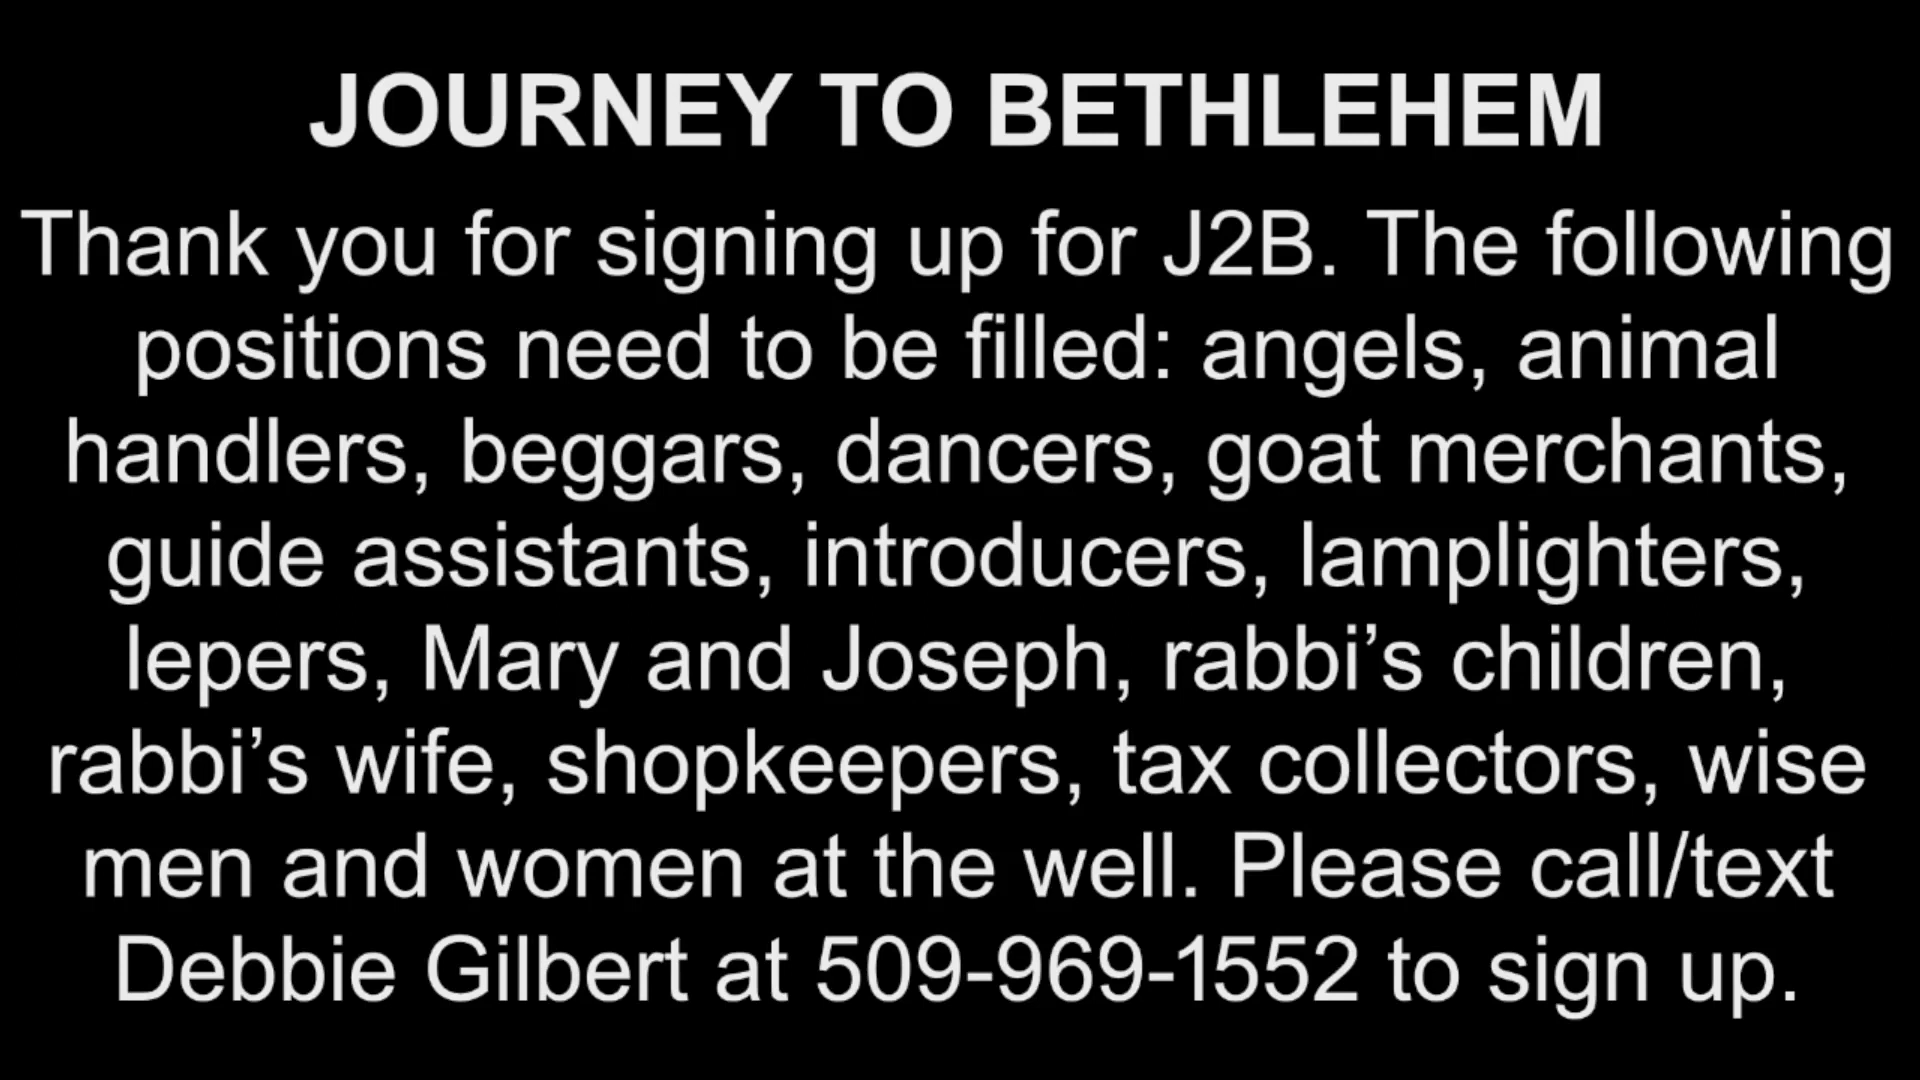 JOURNEY TO BETHLEHEM
Thank you for signing up for J2B. The following
positions need to be filled: angels, animal
handlers, beggars, dancers, goat merchants,
guide assistants, introducers, lamplighters,
lepers, Mary and Joseph, rabbi’s children,
rabbi’s wife, shopkeepers, tax collectors, wise
men and women at the well. Please call/text
Debbie Gilbert at 509-969-1552 to sign up.